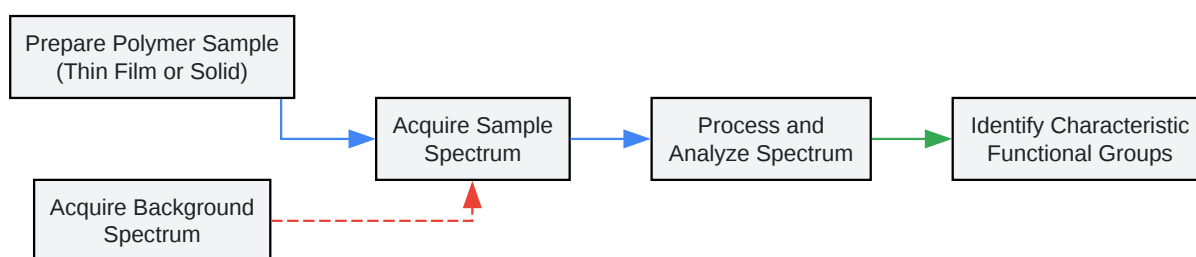 Prepare Polymer Sample
(Thin Film or Solid)
Acquire Sample
Spectrum
Process and
Analyze Spectrum
Identify Characteristic
Functional Groups
Acquire Background
Spectrum